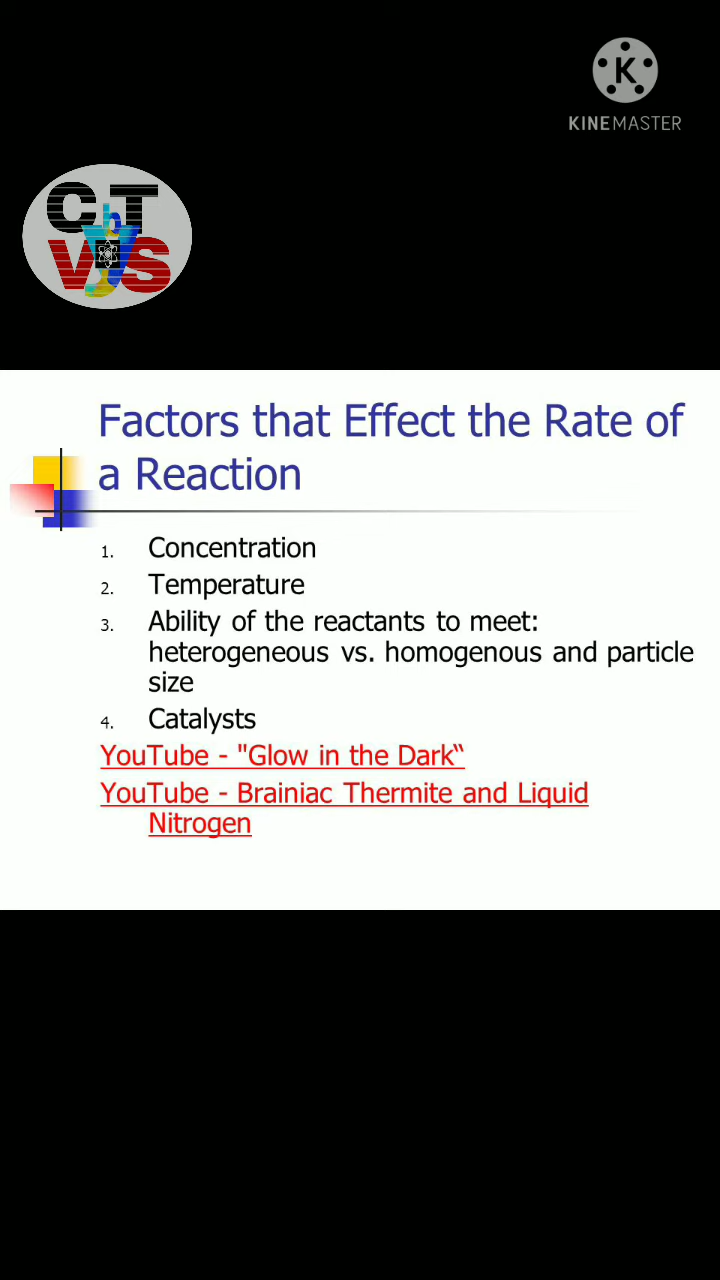 K
KINEMASTER
C by T
V S
Factors that Effect the Rate of
a Reaction
1. Concentration
2. Temperature
3. Ability of the reactants to meet:
heterogeneous vs. homogenous and particle
size
4. Catalysts
YouTube - "Glow in the Dark“
YouTube - Brainiac Thermite and Liquid
Nitrogen